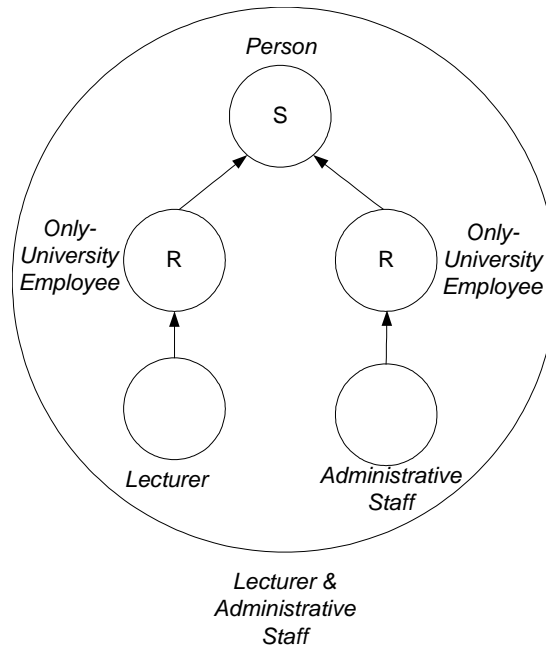 Person
S
Only-
University
Employee
R
R
Only-
University
Employee
Lecturer
Administrative
Staff
Lecturer &
Administrative
Staff